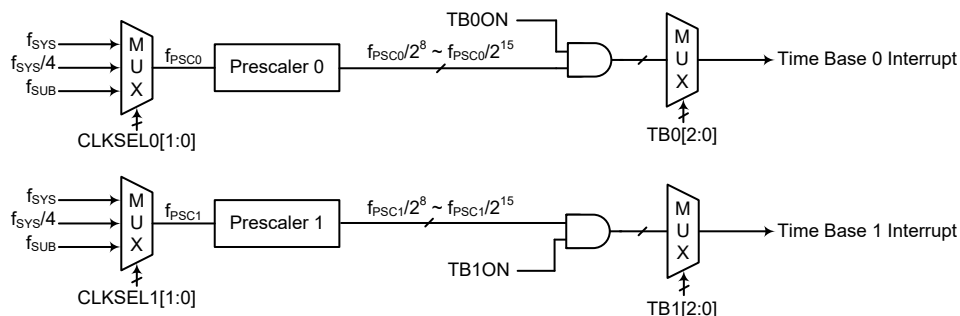 TB0ON
fSYS
fSYS/4
fSUB
M
U
X
fPSC0
Prescaler 0
fPSC0/2^8 ~ fPSC0/2^15
M
U
X
Time Base 0 Interrupt
CLKSEL0[1:0]
TB0[2:0]
fSYS
fSYS/4
fSUB
M
U
X
fPSC1
Prescaler 1
fPSC1/2^8 ~ fPSC1/2^15
M
U
X
Time Base 1 Interrupt
TB1ON
CLKSEL1[1:0]
TB1[2:0]